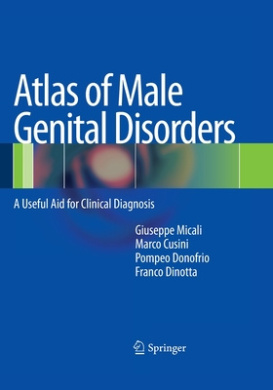 Atlas of Male
Genital Disorders
A Useful Aid for Clinical Diagnosis
Giuseppe Micali
Marco Cusini
Pompeo Donofrio
Franco Dinotta
Springer